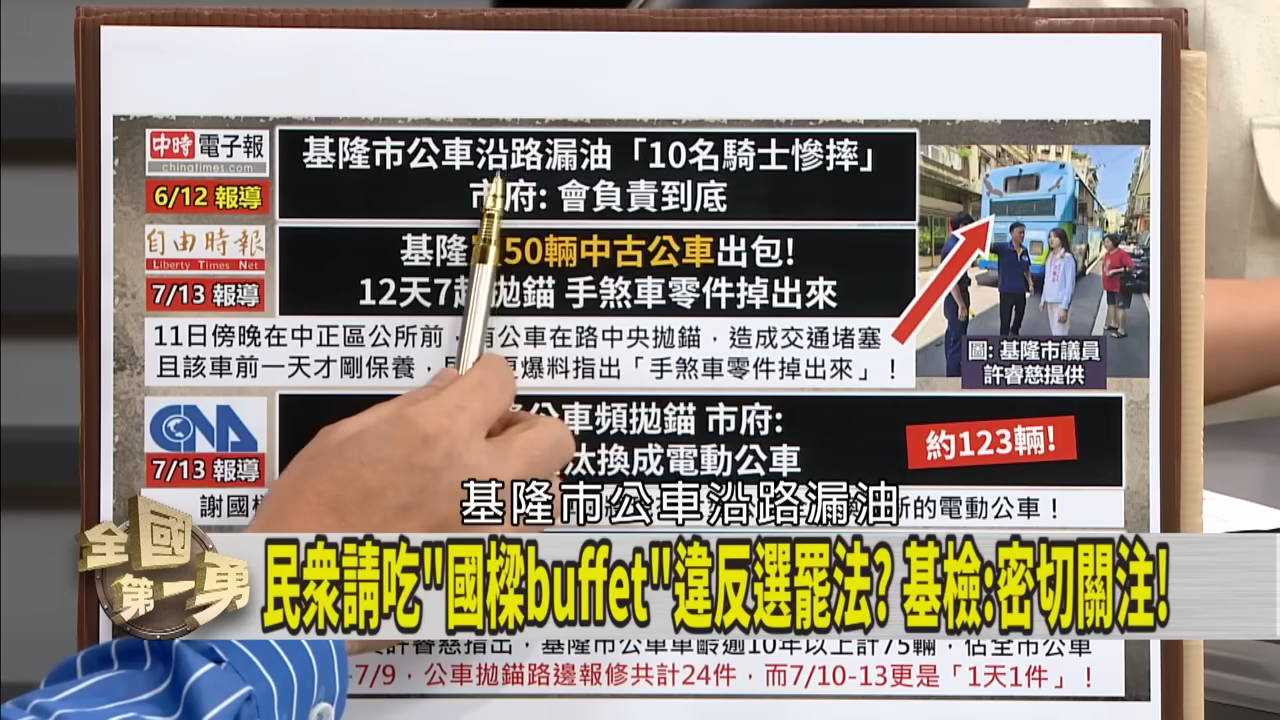 中時電子報
chinatimes.com
6/12 報導
基隆市公車沿路漏油「10名騎士慘摔」
市府: 會負責到底
自由時報
Liberty Times Net
7/13 報導
基隆 50輛中古公車出包!
12天7 拋錨 手煞車零件掉出來
11日傍晚在中正區公所前, 有公車在路中央拋錨, 造成交通堵塞
且該車前一天才剛保養, 爆料指出「手煞車零件掉出來」!
圖: 基隆市議員
許睿慈提供
CNA
7/13 報導
公車頻拋錨 市府:
汰換成電動公車
約123輛!
謝國
新的電動公車!
基隆市公車沿路漏油
全國第一勇
民衆請吃"國樑buffet"違反選罷法? 基檢:密切關注!
許睿慈指出, 基隆市公車車齡逾10年以上計75輛, 佔全市公車
7/9, 公車拋錨路邊報修共計24件, 而7/10-13更是「1天1件」!